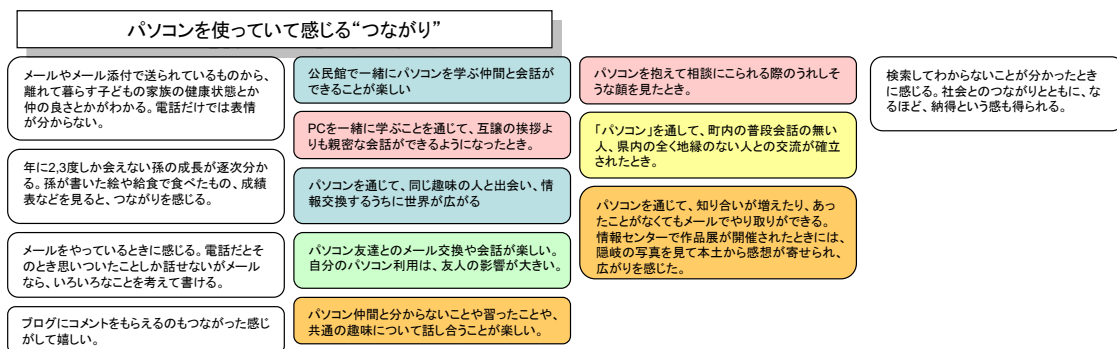 パソコンを使っていて感じる“つながり”
メールやメール添付で送られているものから、
離れて暮らす子どもの家族の健康状態とか
仲の良さとかがわかる。電話だけでは表情
が分からない。
年に2,3度しか会えない孫の成長が逐次分か
る。孫が書いた絵や給食で食べたもの、成績
表などを見ると、つながりを感じる。
メールをやっているときに感じる。電話だとそ
のとき思いついたことしか話せないがメール
なら、いろいろなことを考えて書ける。
ブログにコメントをもらえるのもつながった感じ
がして嬉しい。
公民館で一緒にパソコンを学ぶ仲間と会話が
できることが楽しい
PCを一緒に学ぶことを通じて、互譲の挨拶よ
りも親密な会話ができるようになったとき。
パソコンを通じて、同じ趣味の人と出会い、情
報交換するうちに世界が広がる
パソコン友達とのメール交換や会話が楽しい。
自分のパソコン利用は、友人の影響が大きい。
パソコン仲間と分からないことや習ったことや、
共通の趣味について話し合うことが楽しい。
パソコンを抱えて相談にこられる際のうれしそ
うな顔を見たとき。
「パソコン」を通して、町内の普段会話の無い
人、県内の全く地縁のない人との交流が確立
されたとき。
パソコンを通じて、知り合いが増えたり、あっ
たことがなくてもメールでやり取りができる。
情報センターで作品展が開催されたときには、
隠岐の写真を見て本土から感想が寄せられ、
広がりを感じた。
検索してわからないことが分かったとき
に感じる。社会とのつながりとともに、な
るほど、納得という感も得られる。